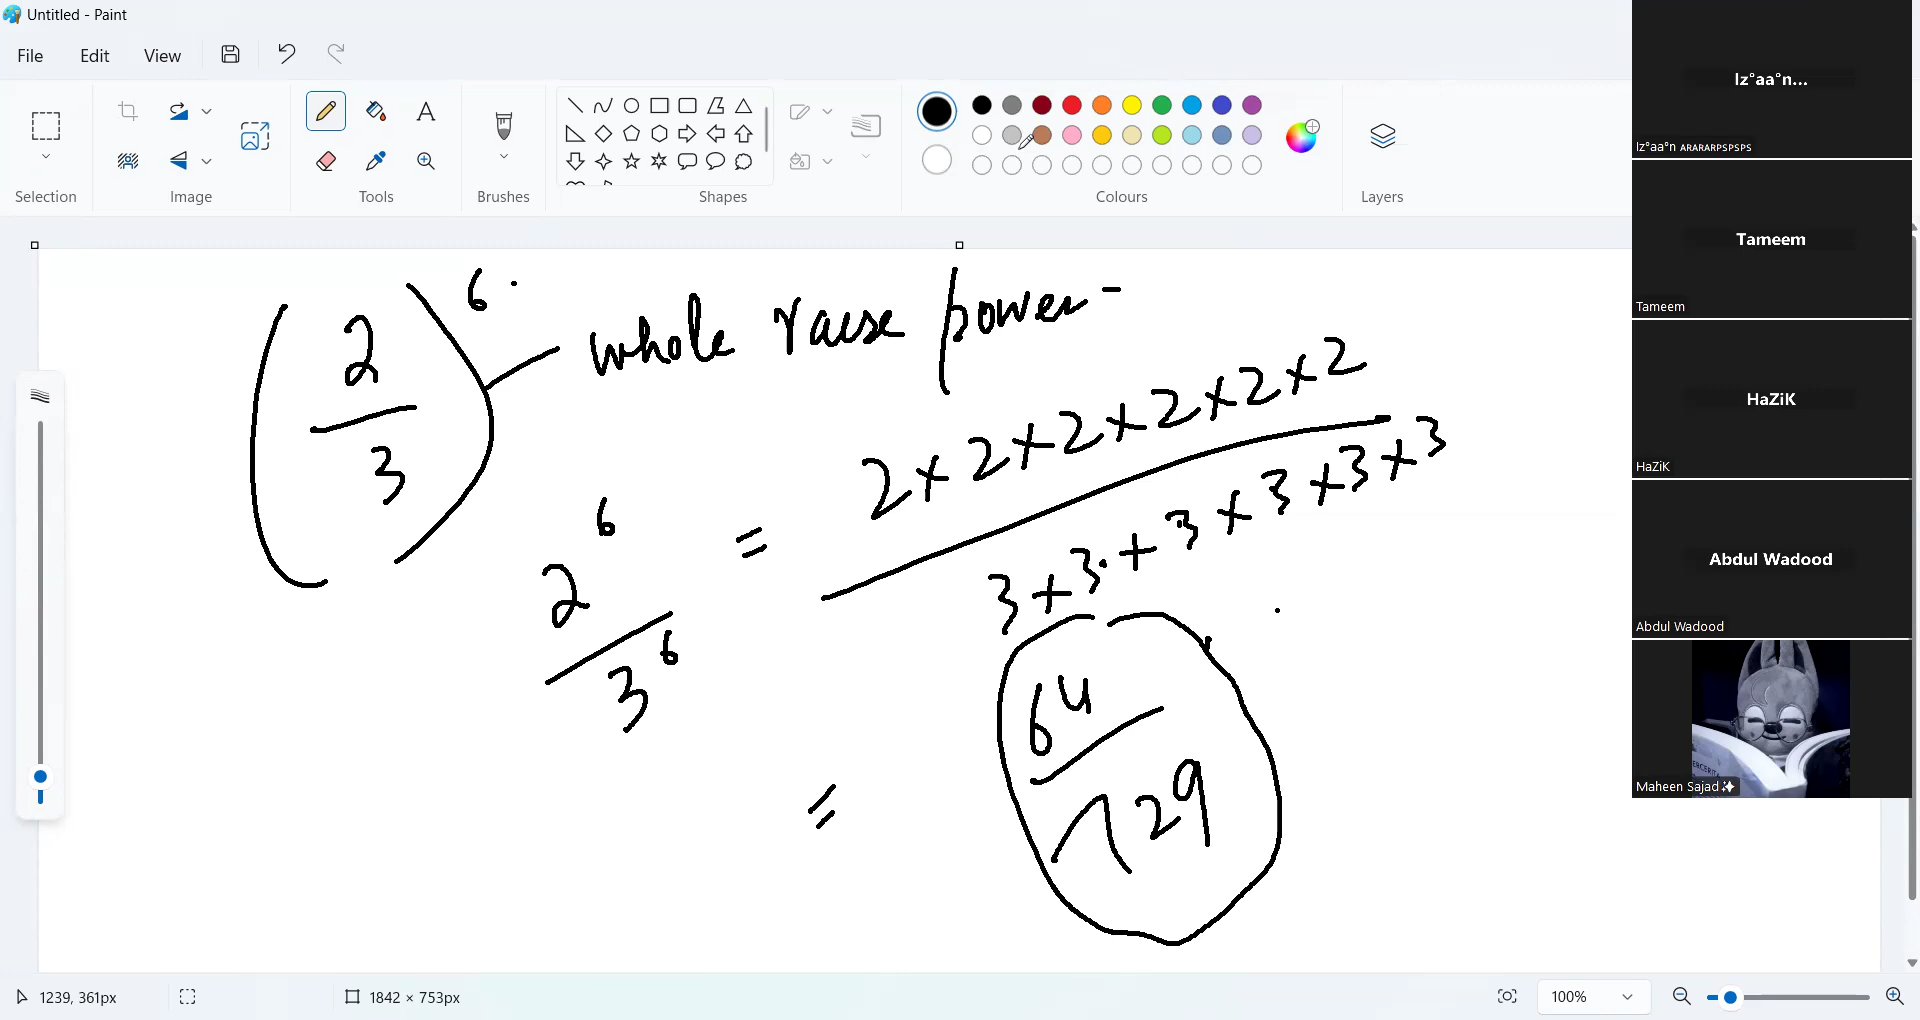 Untitled - Paint
File Edit View
Selection Image Tools Brushes Shapes Colours Layers
(2/3)^6 . whole raise power -
2^6/3^6 = 2 × 2 × 2 × 2 × 2 × 2 / 3 × 3 × 3 × 3 × 3 × 3
= 64/729
Iz°aa°n...
Iz°aa°n ᴀʀᴀʀᴀʀᴘsᴘsᴘs
Tameem
Tameem
HaZiK
HaZiK
Abdul Wadood
Abdul Wadood
Maheen Sajad✨
1239, 361px 1842 × 753px 100%